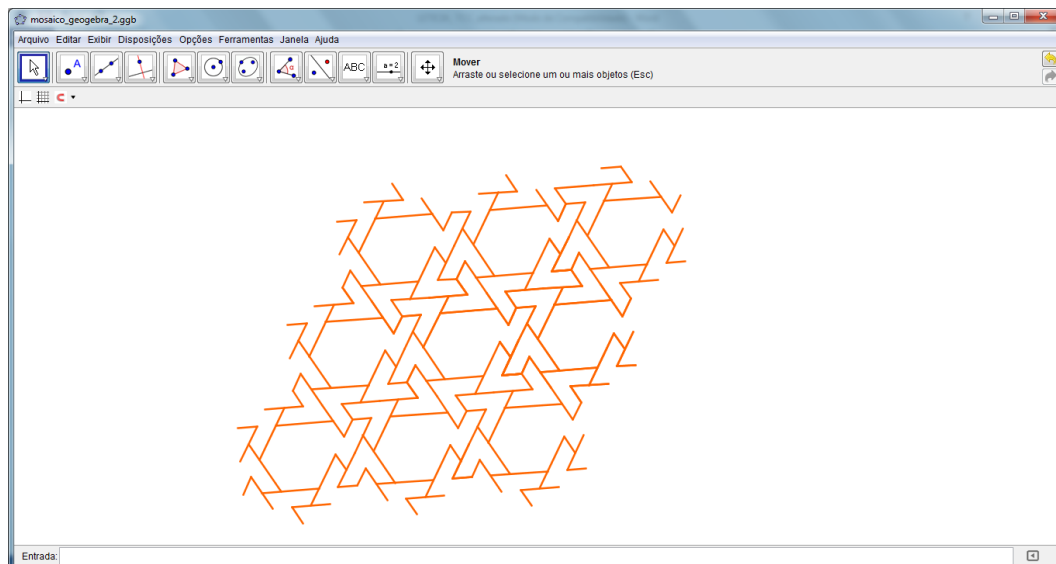 mosaico_geogebra_2.ggb
Arquivo Editar Exibir Disposições Opções Ferramentas Janela Ajuda
A
α
ABC
a=2
Mover
Arraste ou selecione um ou mais objetos (Esc)
Entrada: